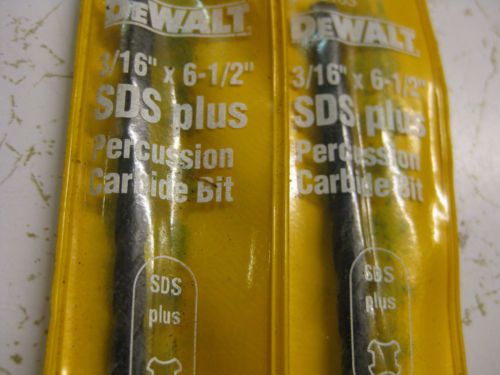 DEWALT
3/16" x 6-1/2"
SDS plus
Percussion
Carbide Bit
SDS
plus
DEWALT
3/16" x 6-1/2"
SDS plus
Percussion
Carbide Bit
SDS
plus